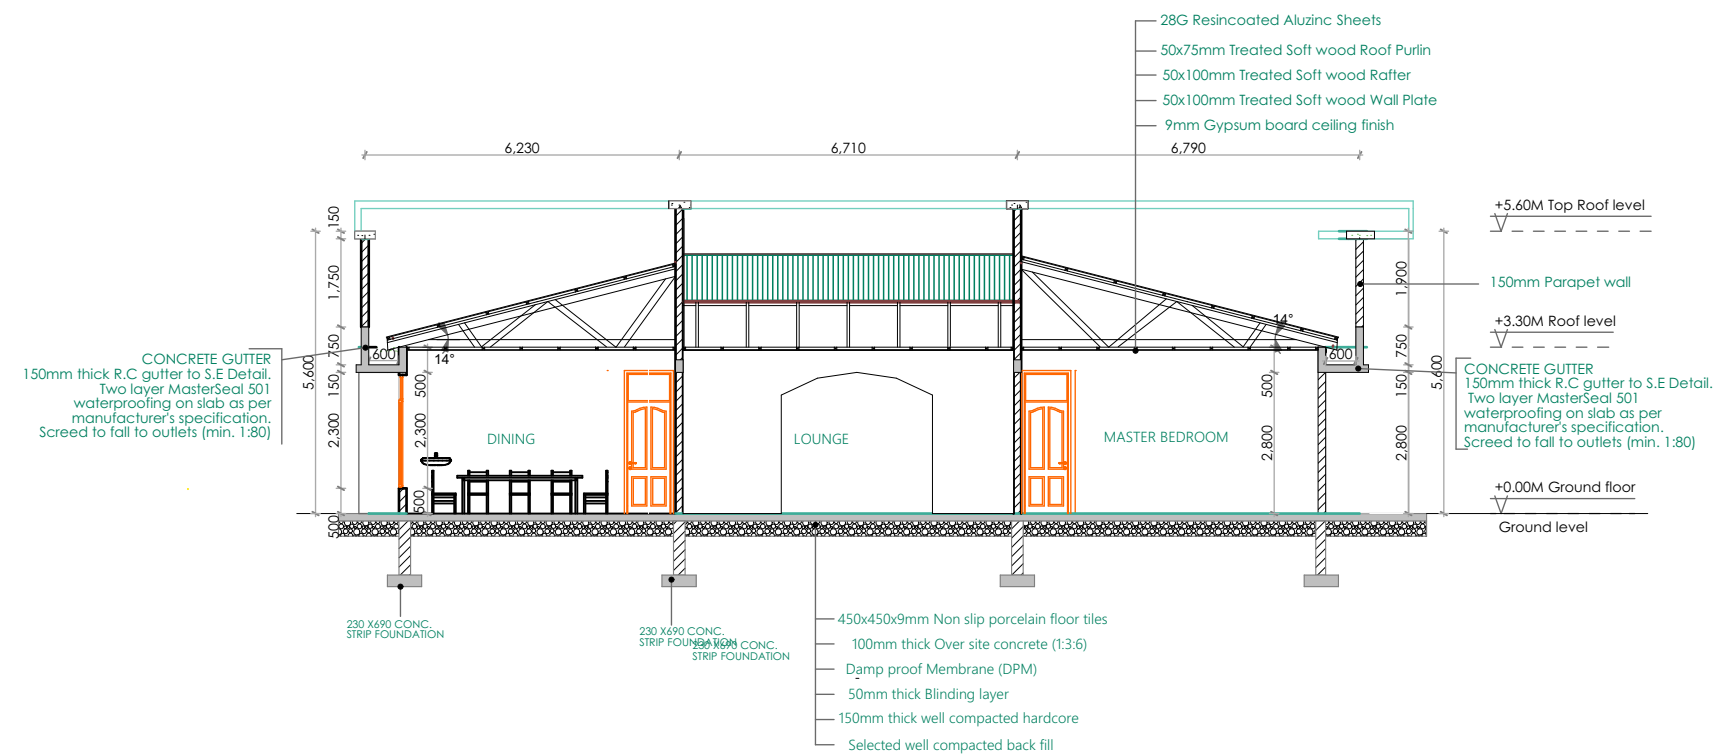 28G Resincoated Aluzinc Sheets
50x75mm Treated Soft wood Roof Purlin
50x100mm Treated Soft wood Rafter
50x100mm Treated Soft wood Wall Plate
9mm Gypsum board ceiling finish
6,230
6,710
6,790
150
1,750
750
150
2,300
500
5,600
600
14°
500
2,300
500
14°
600
500
2,800
1,900
750
150
2,800
5,600
+5.60M Top Roof level
150mm Parapet wall
+3.30M Roof level
CONCRETE GUTTER
150mm thick R.C gutter to S.E Detail.
Two layer MasterSeal 501
waterproofing on slab as per
manufacturer's specification.
Screed to fall to outlets (min. 1:80)
CONCRETE GUTTER
150mm thick R.C gutter to S.E Detail.
Two layer MasterSeal 501
waterproofing on slab as per
manufacturer's specification.
Screed to fall to outlets (min. 1:80)
DINING
LOUNGE
MASTER BEDROOM
+0.00M Ground floor
Ground level
230 X690 CONC.
STRIP FOUNDATION
230 X690 CONC.
STRIP FOUNDATION
230 X690 CONC.
STRIP FOUNDATION
450x450x9mm Non slip porcelain floor tiles
100mm thick Over site concrete (1:3:6)
Damp proof Membrane (DPM)
50mm thick Blinding layer
150mm thick well compacted hardcore
Selected well compacted back fill